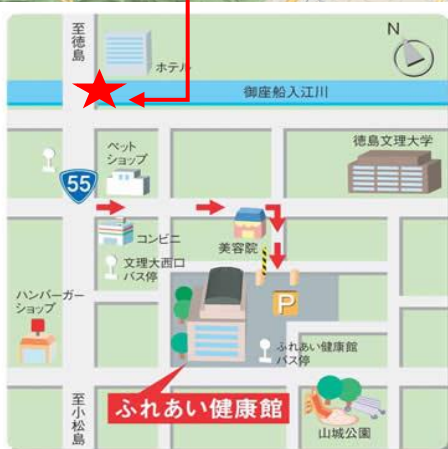 至徳島
N
ホテル
御座船入江川
徳島文理大学
ペット
ショップ
55
コンビニ
美容院
文理大西口
バス停
ハンバーガー
ショップ
P
ふれあい健康館
バス停
ふれあい健康館
至小松島
山城公園